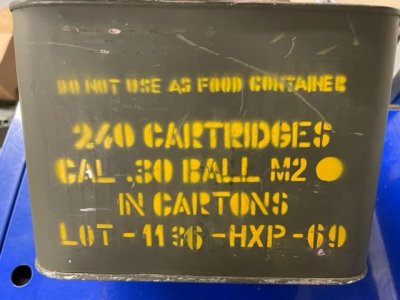 DO NOT USE AS FOOD CONTAINER
240 CARTRIDGES
CAL .30 BALL M2
IN CARTONS
LOT-1136-HXP-69